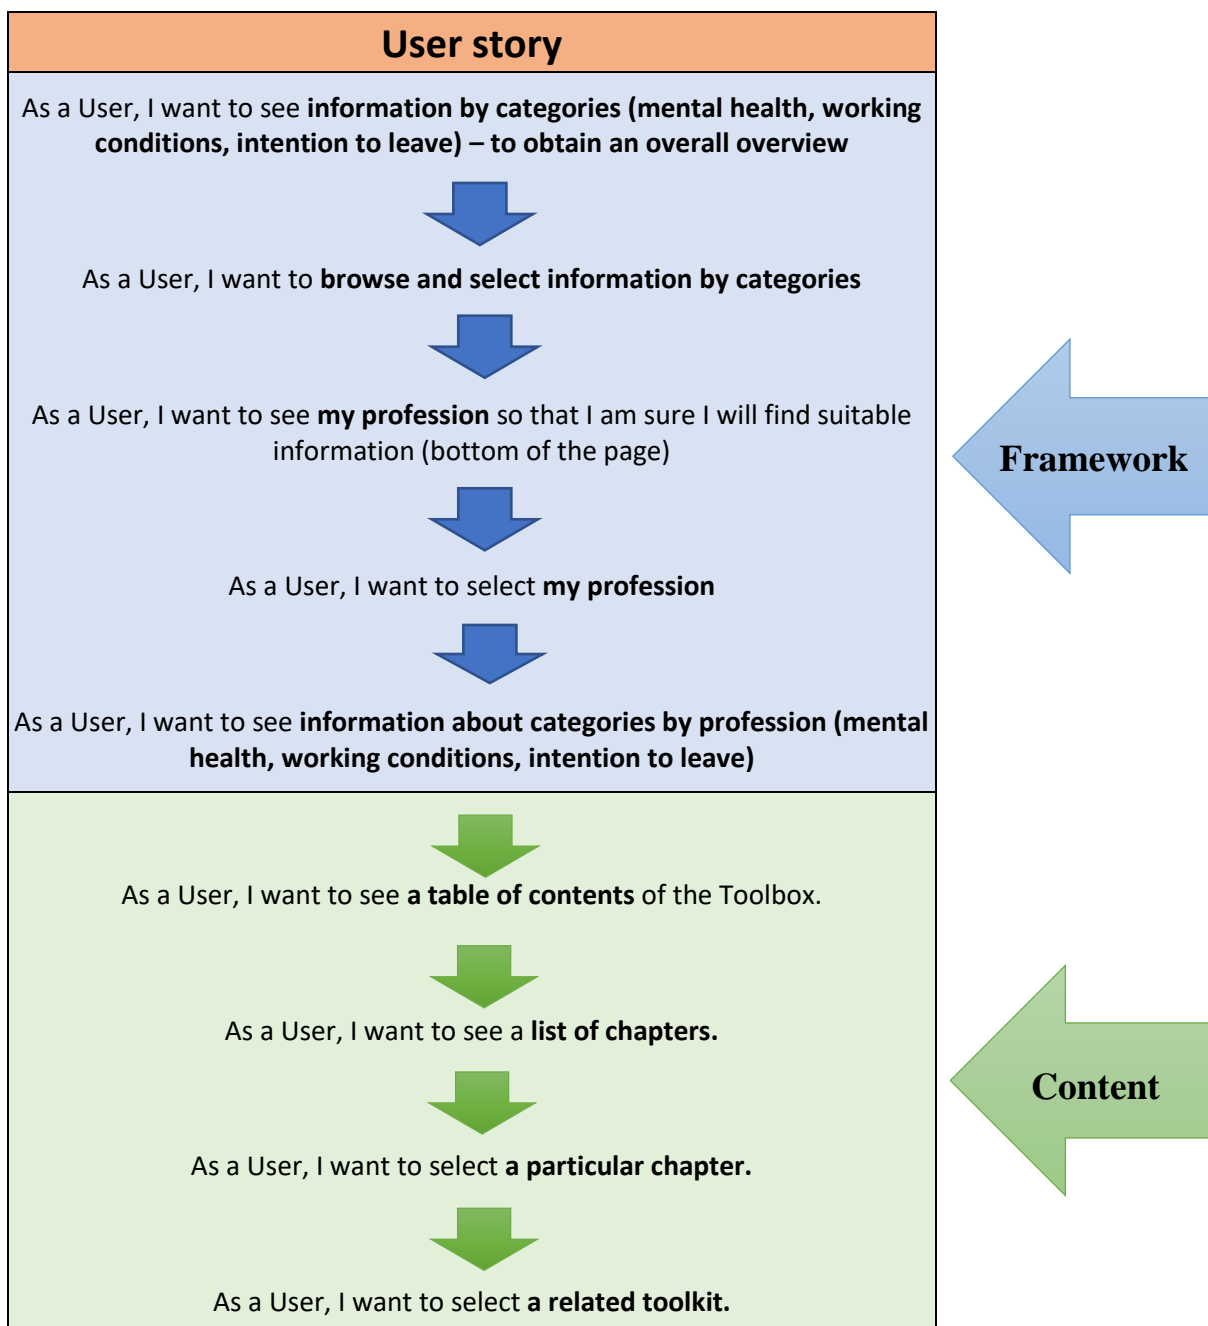 User story
As a User, I want to see information by categories (mental health, working
conditions, intention to leave) – to obtain an overall overview
As a User, I want to browse and select information by categories
As a User, I want to see my profession so that I am sure I will find suitable
information (bottom of the page)
Framework
As a User, I want to select my profession
As a User, I want to see information about categories by profession (mental
health, working conditions, intention to leave)
As a User, I want to see a table of contents of the Toolbox.
As a User, I want to see a list of chapters.
Content
As a User, I want to select a particular chapter.
As a User, I want to select a related toolkit.